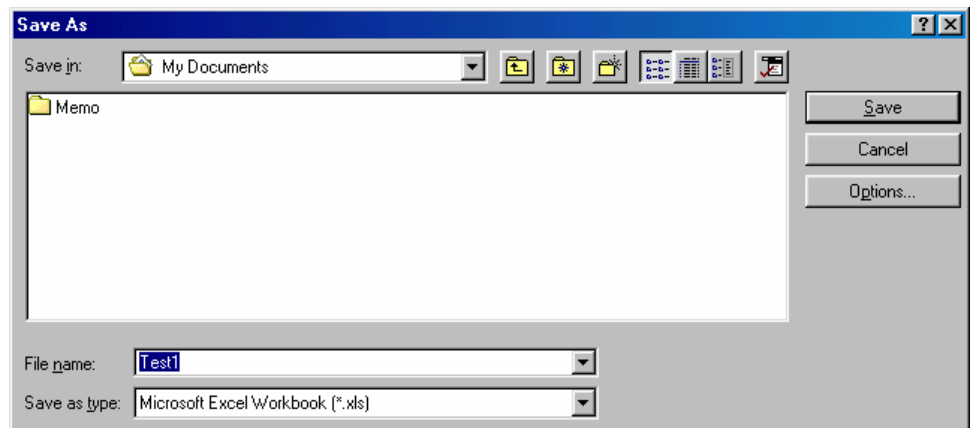 Save As
Save in: My Documents
Memo
Save
Cancel
Options...
File name: Test1
Save as type: Microsoft Excel Workbook (*.xls)